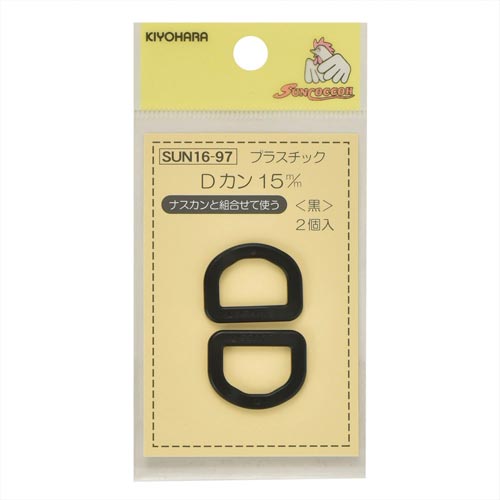 KIYOHARA
SUNCOCCOH
SUN16-97 プラスチック
Dカン 15m/m
ナスカンと組合せて使う <黒>
2個入